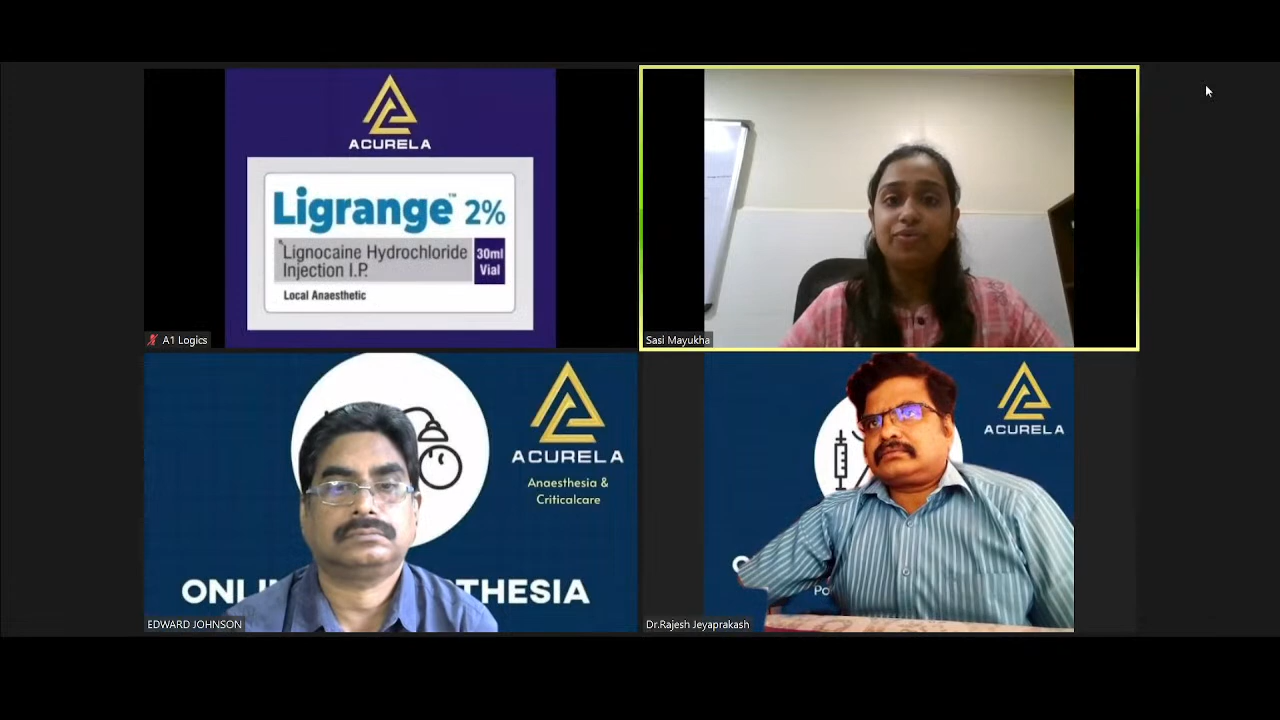 ACURELA
Ligrange™ 2%
Lignocaine Hydrochloride
Injection I.P.
30ml
Vial
Local Anaesthetic
A1 Logics
Sasi Mayukha
ACURELA
Anaesthesia &
Criticalcare
THESIA
EDWARD JOHNSON
ACURELA
Dr.Rajesh Jeyaprakash